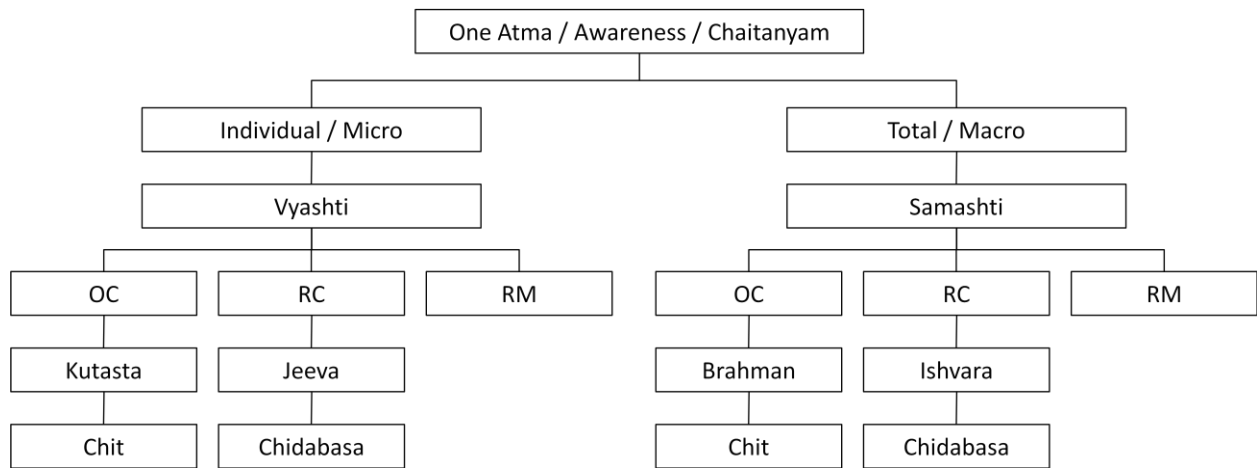 One Atma / Awareness / Chaitanyam
Individual / Micro
Total / Macro
Vyashti
Samashti
OC
RC
RM
OC
RC
RM
Kutasta
Jeeva
Brahman
Ishvara
Chit
Chidabasa
Chit
Chidabasa